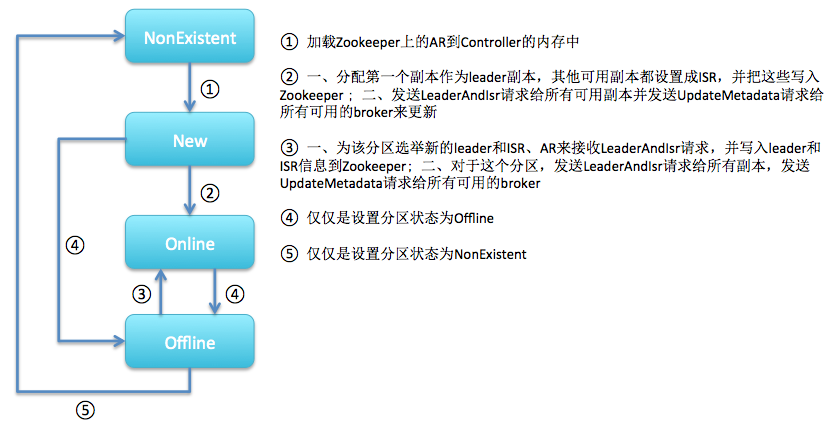 NonExistent
①
New
②
Online
④
③
④
Offline
⑤
① 加载Zookeeper上的AR到Controller的内存中
② 一、分配第一个副本作为leader副本，其他可用副本都设置成ISR，并把这些写入
Zookeeper ；二、发送LeaderAndIsr请求给所有可用副本并发送UpdateMetadata请求给
所有可用的broker来更新
③ 一、为该分区选举新的leader和ISR、AR来接收LeaderAndIsr请求，并写入leader和
ISR信息到Zookeeper；二、对于这个分区，发送LeaderAndIsr请求给所有副本，发送
UpdateMetadata请求给所有可用的broker
④ 仅仅是设置分区状态为Offline
⑤ 仅仅是设置分区状态为NonExistent